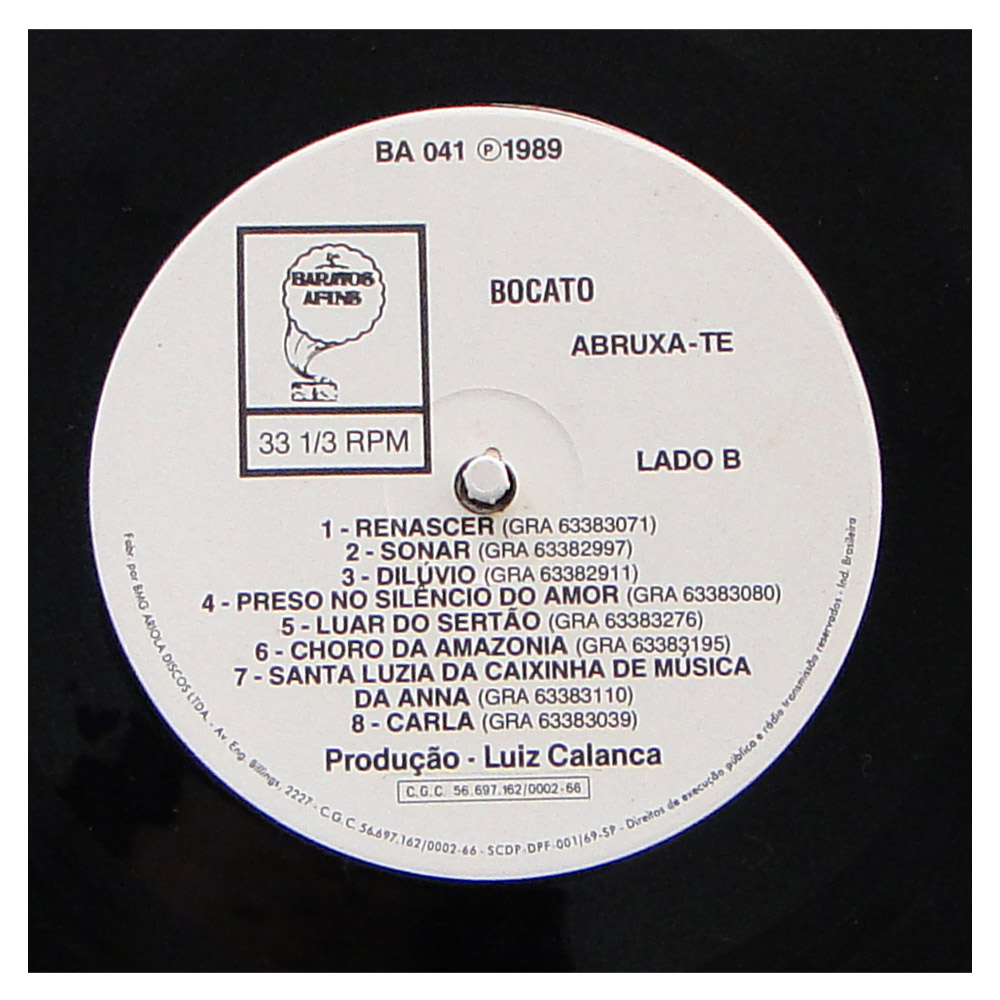 BA 041 ℗1989
BARATOS
AFINS
BOCATO
ABRUXA-TE
33 1/3 RPM
LADO B
1 - RENASCER (GRA 63383071)
2 - SONAR (GRA 63382997)
3 - DILÚVIO (GRA 63382911)
4 - PRESO NO SILÊNCIO DO AMOR (GRA 63383080)
5 - LUAR DO SERTÃO (GRA 63383276)
6 - CHORO DA AMAZONIA (GRA 63383195)
7 - SANTA LUZIA DA CAIXINHA DE MÚSICA
DA ANNA (GRA 63383110)
8 - CARLA (GRA 63383039)
Produção - Luiz Calanca
C.G.C. 56.697.162/0002-66
Fabr. por BMG ARIOLA DISCOS LTDA. - Av. Eng. Billings, 2227 - C.G.C. 56.697.162/0002-66 - SCDP-DPF-001/69-SP - Direitos de execução pública e rádio transmissão reservados - Ind. Brasileira